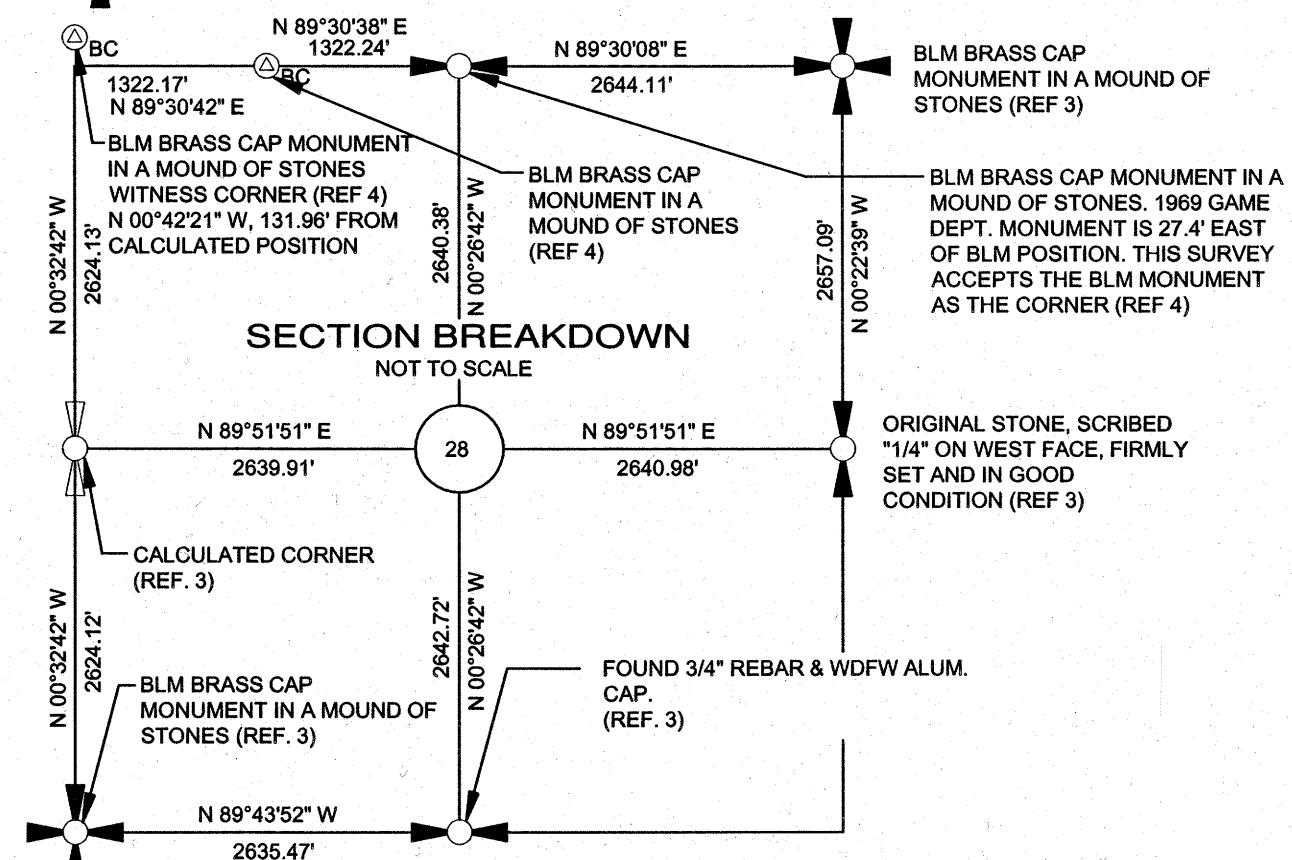 N 89°30'38" E
1322.24'
N 89°30'08" E
2644.11'
BC
BC
1322.17'
N 89°30'42" E
BLM BRASS CAP
MONUMENT IN A MOUND OF
STONES (REF 3)
BLM BRASS CAP MONUMENT
IN A MOUND OF STONES
WITNESS CORNER (REF 4)
N 00°42'21" W, 131.96' FROM
CALCULATED POSITION
BLM BRASS CAP
MONUMENT IN A
MOUND OF STONES
(REF 4)
BLM BRASS CAP MONUMENT IN A
MOUND OF STONES. 1969 GAME
DEPT. MONUMENT IS 27.4' EAST
OF BLM POSITION. THIS SURVEY
ACCEPTS THE BLM MONUMENT
AS THE CORNER (REF 4)
N 00°32'42" W
2624.13'
2640.38'
N 00°26'42" W
2657.09'
N 00°22'39" W
SECTION BREAKDOWN
NOT TO SCALE
N 89°51'51" E
2639.91'
28
N 89°51'51" E
2640.98'
ORIGINAL STONE, SCRIBED
"1/4" ON WEST FACE, FIRMLY
SET AND IN GOOD
CONDITION (REF 3)
CALCULATED CORNER
(REF. 3)
N 00°32'42" W
2624.12'
2642.72'
N 00°26'42" W
BLM BRASS CAP
MONUMENT IN A MOUND OF
STONES (REF. 3)
FOUND 3/4" REBAR & WDFW ALUM.
CAP.
(REF. 3)
N 89°43'52" W
2635.47'